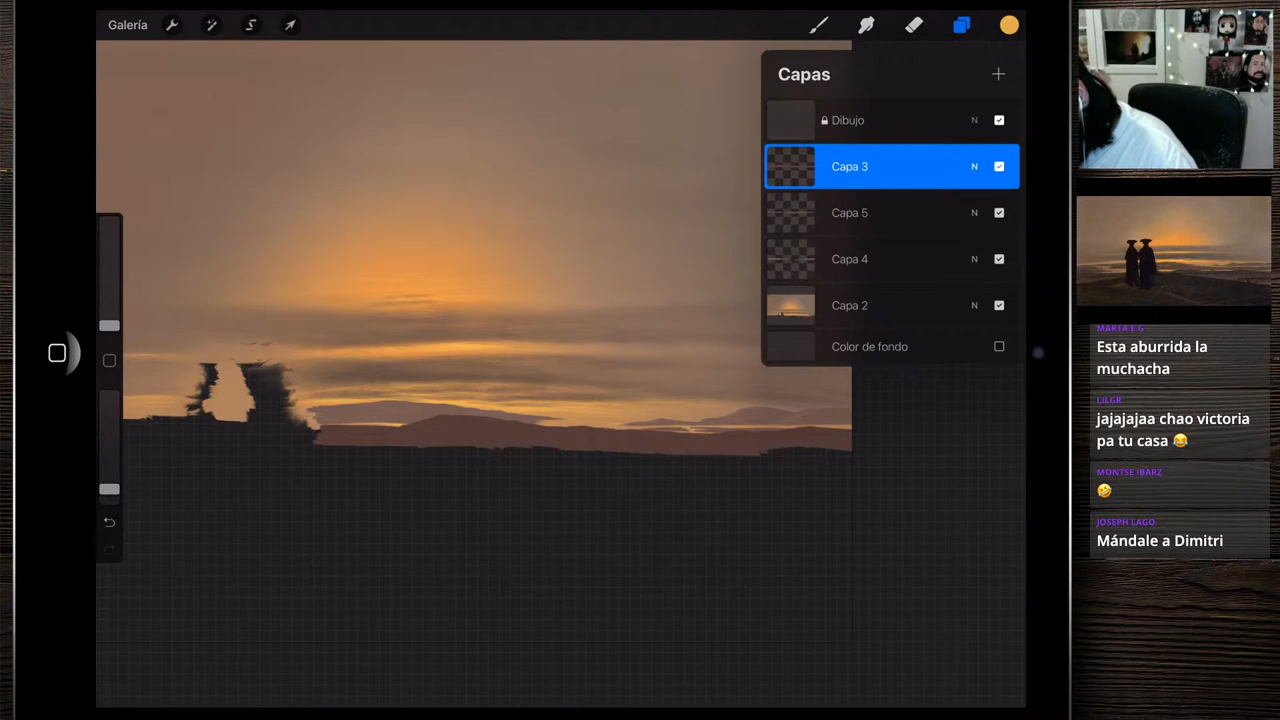 Galería
Capas
Dibujo N
Capa 3 N
Capa 5 N
Capa 4 N
Capa 2 N
Color de fondo
MARTA E.G.
Esta aburrida la
muchacha
LILGR
jajajajaa chao victoria
pa tu casa 😂
MONTSE IBARZ
🤣
JOSEPH LAGO
Mándale a Dimitri